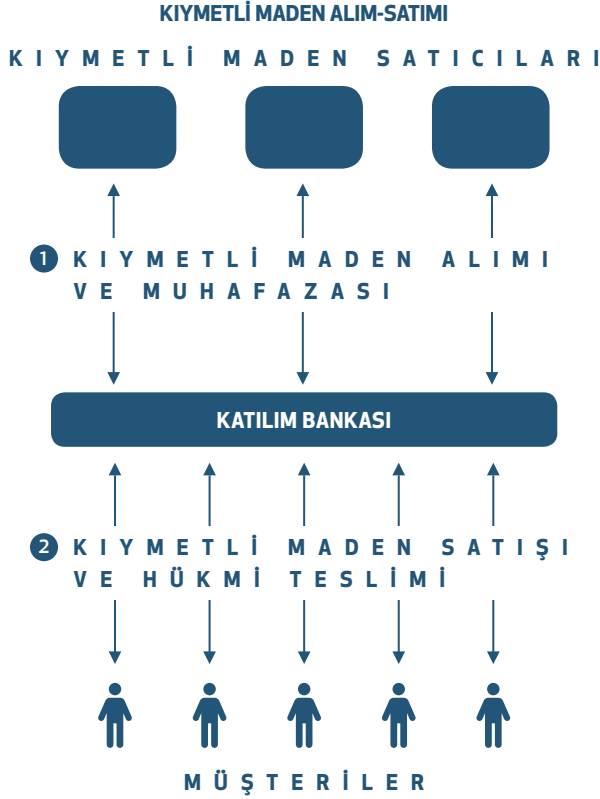 KIYMETLİ MADEN ALIM-SATIMI
KIYMETLİ MADEN SATICILARI
1 KIYMETLİ MADEN ALIMI
VE MUHAFAZASI
KATILIM BANKASI
2 KIYMETLİ MADEN SATIŞI
VE HÜKMİ TESLİMİ
MÜŞTERİLER